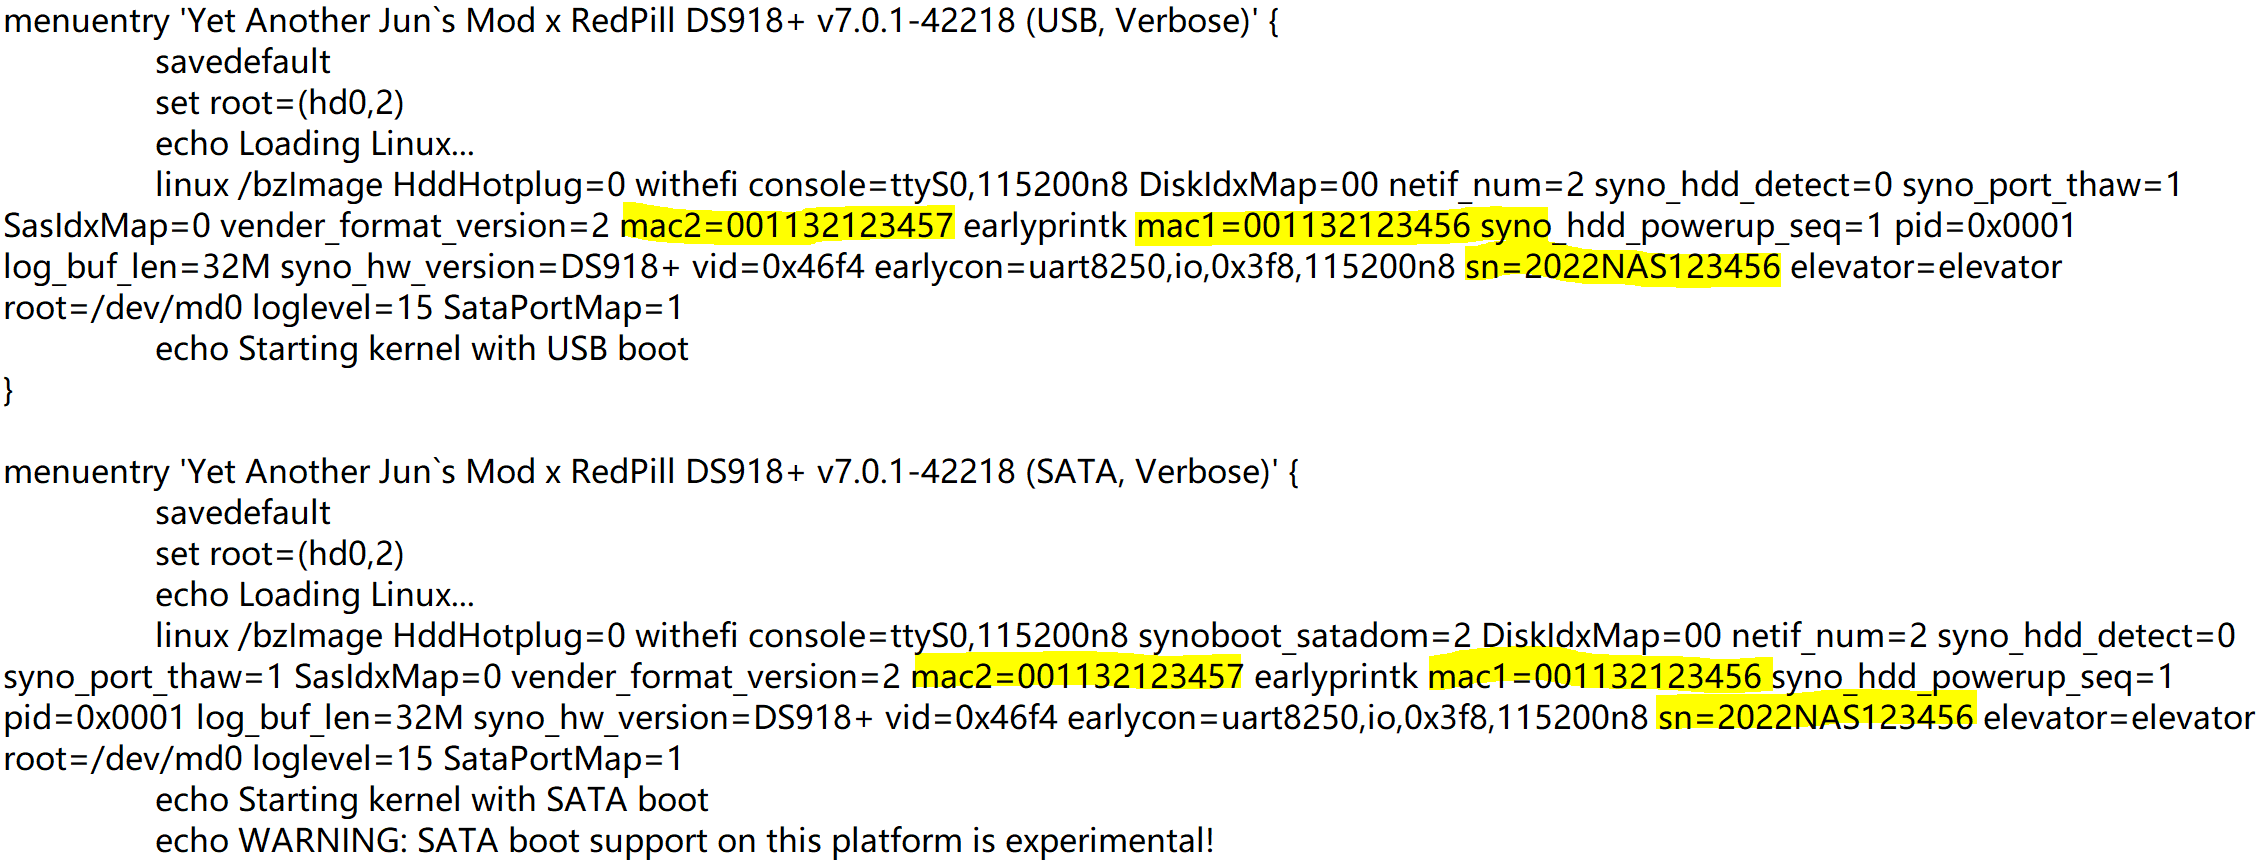 menuentry 'Yet Another Jun`s Mod x RedPill DS918+ v7.0.1-42218 (USB, Verbose)' {
savedefault
set root=(hd0,2)
echo Loading Linux...
linux /bzImage HddHotplug=0 withefi console=ttyS0,115200n8 DiskIdxMap=00 netif_num=2 syno_hdd_detect=0 syno_port_thaw=1
SasIdxMap=0 vender_format_version=2 mac2=001132123457 earlyprintk mac1=001132123456 syno_hdd_powerup_seq=1 pid=0x0001
log_buf_len=32M syno_hw_version=DS918+ vid=0x46f4 earlycon=uart8250,io,0x3f8,115200n8 sn=2022NAS123456 elevator=elevator
root=/dev/md0 loglevel=15 SataPortMap=1
echo Starting kernel with USB boot
}
menuentry 'Yet Another Jun`s Mod x RedPill DS918+ v7.0.1-42218 (SATA, Verbose)' {
savedefault
set root=(hd0,2)
echo Loading Linux...
linux /bzImage HddHotplug=0 withefi console=ttyS0,115200n8 synoboot_satadom=2 DiskIdxMap=00 netif_num=2 syno_hdd_detect=0
syno_port_thaw=1 SasIdxMap=0 vender_format_version=2 mac2=001132123457 earlyprintk mac1=001132123456 syno_hdd_powerup_seq=1
pid=0x0001 log_buf_len=32M syno_hw_version=DS918+ vid=0x46f4 earlycon=uart8250,io,0x3f8,115200n8 sn=2022NAS123456 elevator=elevator
root=/dev/md0 loglevel=15 SataPortMap=1
echo Starting kernel with SATA boot
echo WARNING: SATA boot support on this platform is experimental!